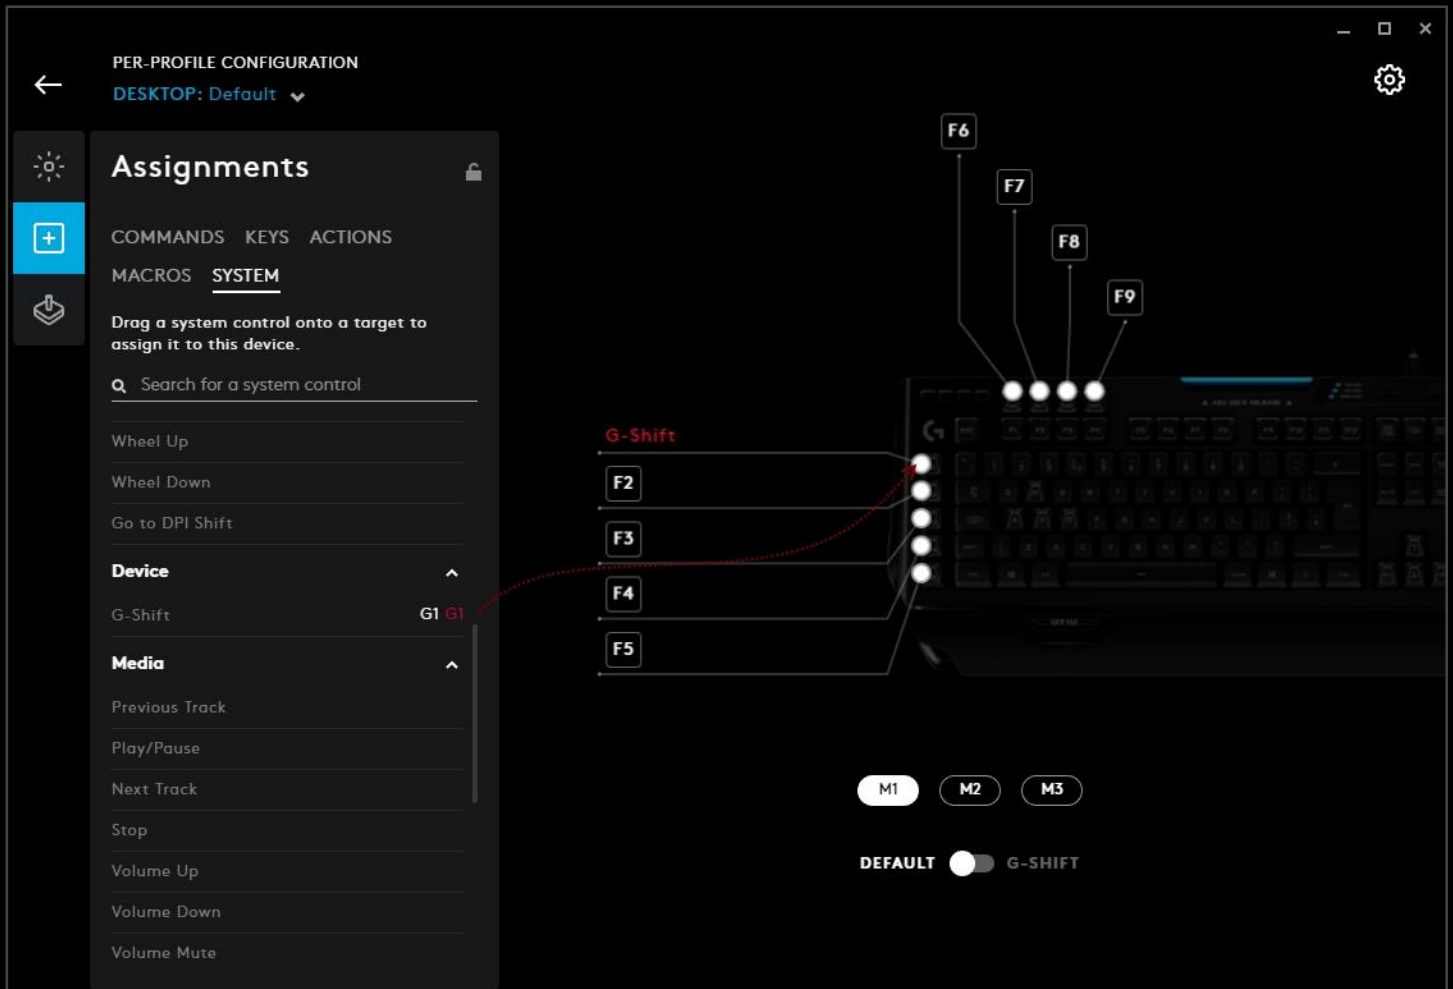 PER-PROFILE CONFIGURATION
DESKTOP: Default
Assignments
COMMANDS KEYS ACTIONS
MACROS SYSTEM
Drag a system control onto a target to
assign it to this device.
Search for a system control
Wheel Up
Wheel Down
Go to DPI Shift
Device
G-Shift G1 G1
Media
Previous Track
Play/Pause
Next Track
Stop
Volume Up
Volume Down
Volume Mute
F6
F7
F8
F9
G-Shift
F2
F3
F4
F5
M1 M2 M3
DEFAULT G-SHIFT